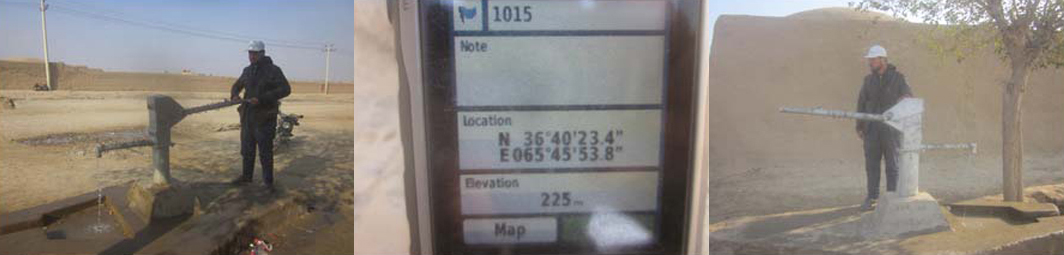 1015
Note
Location
N 36°40'23.4"
E 065°45'53.8"
Elevation
225 m
Map